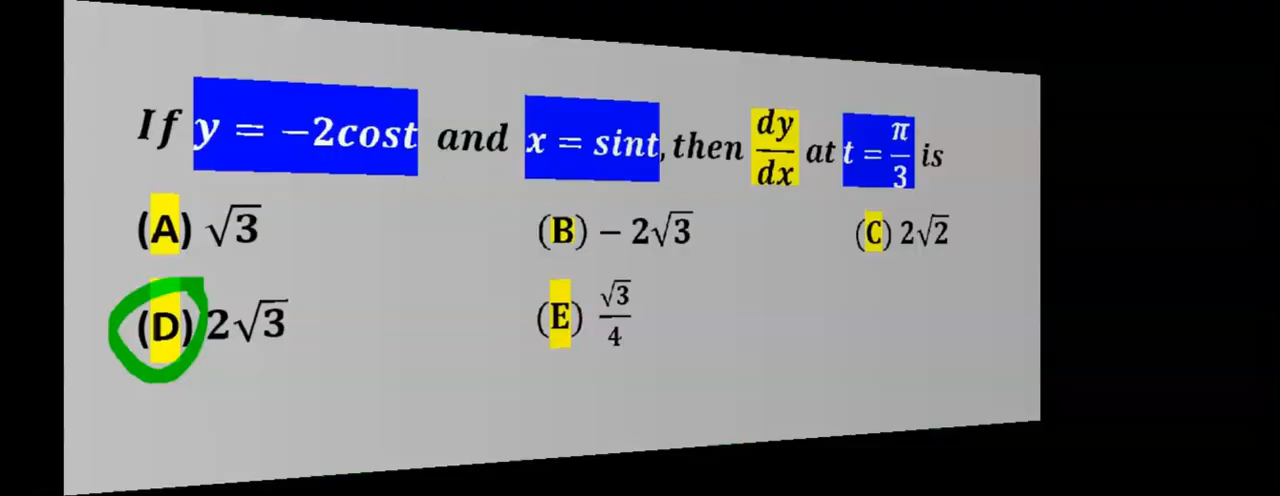 If y = −2cost and x = sint, then dy/dx at t = π/3 is
(A) √3 (B) − 2√3 (C) 2√2
(D) 2√3 (E) √3/4